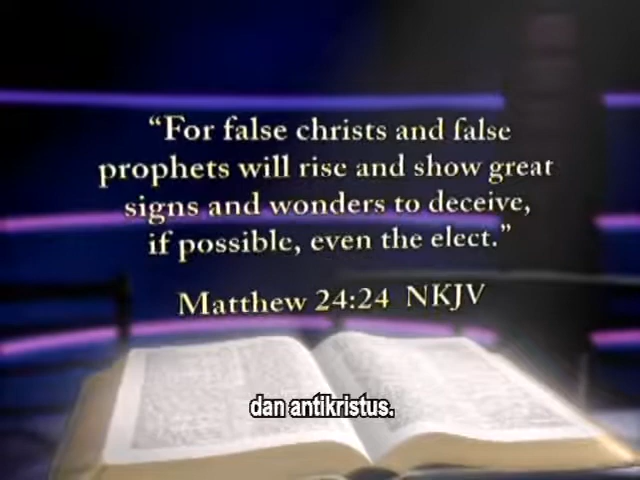 “For false christs and false
prophets will rise and show great
signs and wonders to deceive,
if possible, even the elect.”
Matthew 24:24 NKJV
dan antikristus.